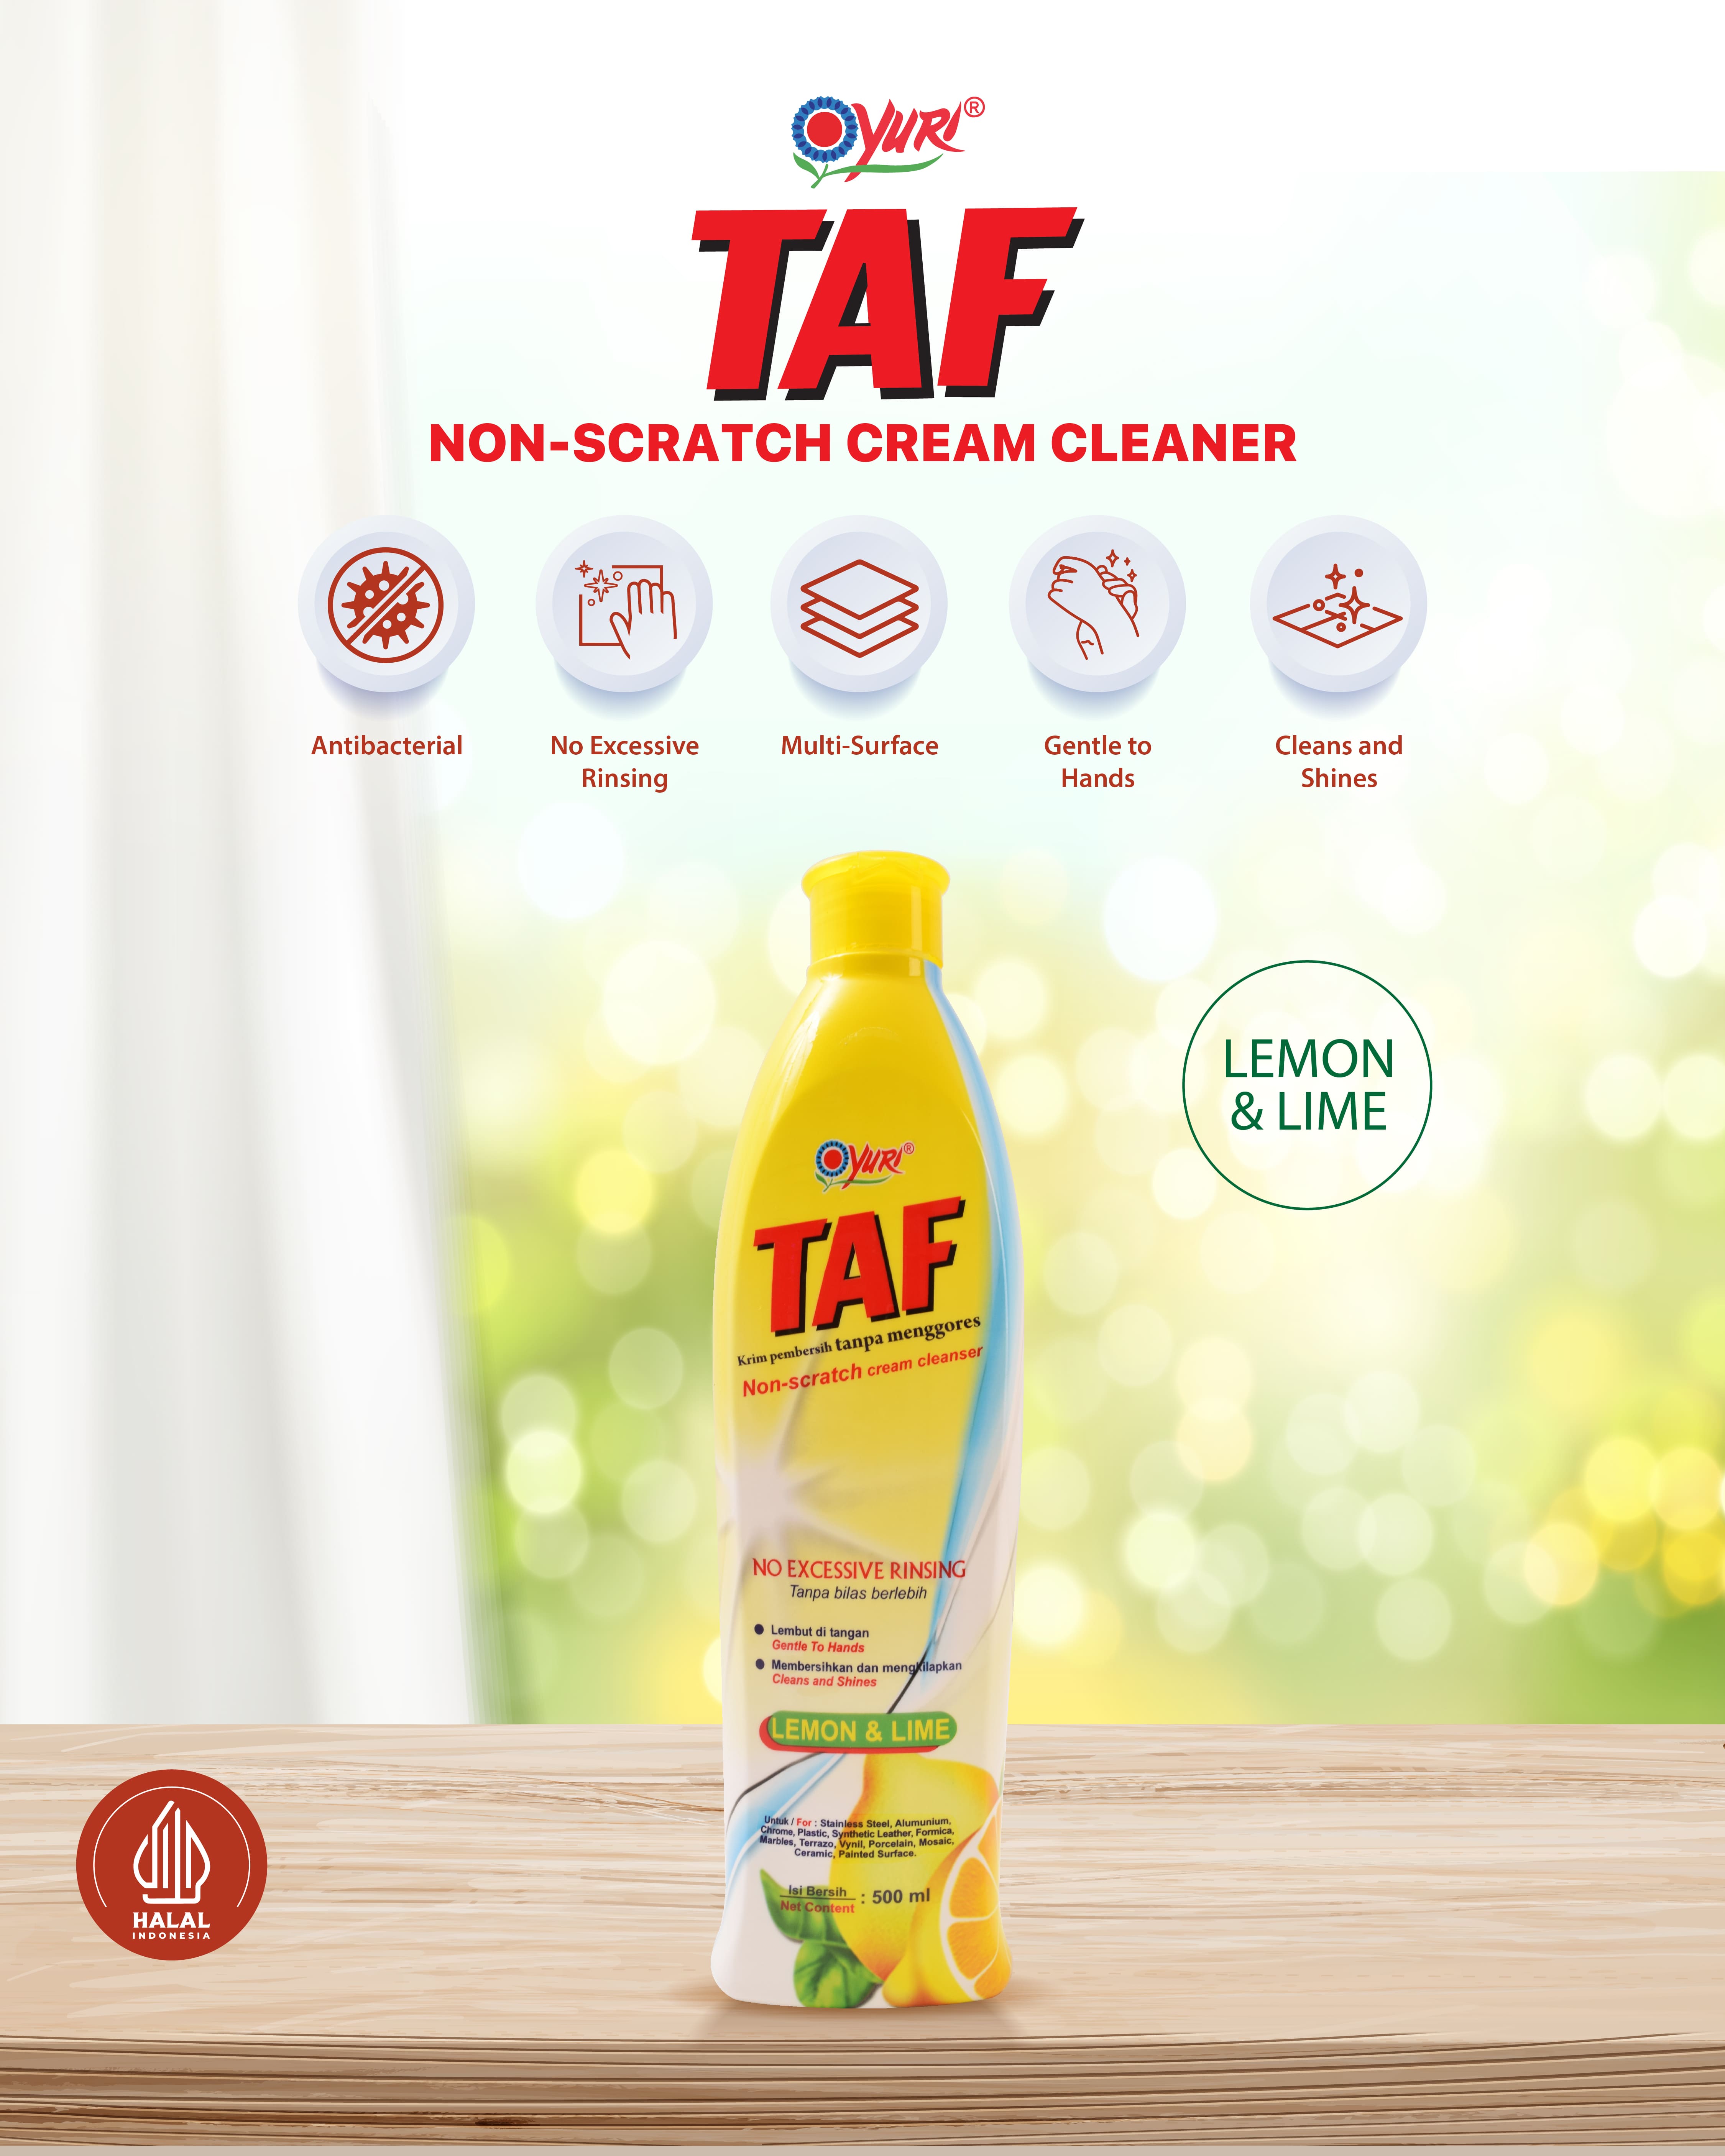 YURI®
TAF
NON-SCRATCH CREAM CLEANER
Antibacterial
No Excessive
Rinsing
Multi-Surface
Gentle to
Hands
Cleans and
Shines
LEMON
& LIME
YURI®
TAF
Krim pembersih tanpa menggores
Non-scratch cream cleanser
NO EXCESSIVE RINSING
Tanpa bilas berlebih
● Lembut di tangan
Gentle To Hands
● Membersihkan dan mengkilapkan
Cleans and Shines
LEMON & LIME
Untuk / For : Stainless Steel, Alumunium,
Chrome, Plastic, Synthetic Leather, Formica,
Marbles, Terrazo, Vynil, Porcelain, Mosaic,
Ceramic, Painted Surface.
Isi Bersih
Net Content : 500 ml
HALAL
INDONESIA